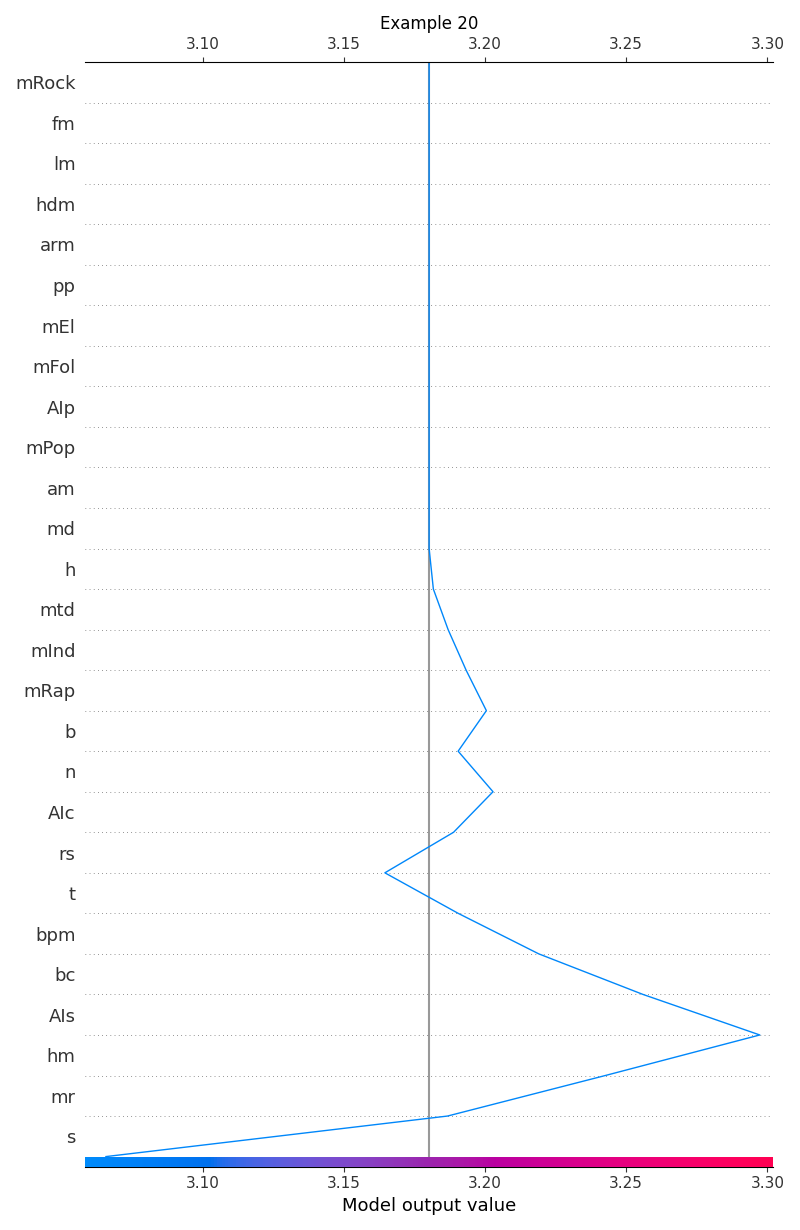 Example 20
3.10 3.15 3.20 3.25 3.30
mRock
fm
lm
hdm
arm
pp
mEl
mFol
AIp
mPop
am
md
h
mtd
mInd
mRap
b
n
AIc
rs
t
bpm
bc
AIs
hm
mr
s
3.10 3.15 3.20 3.25 3.30
Model output value